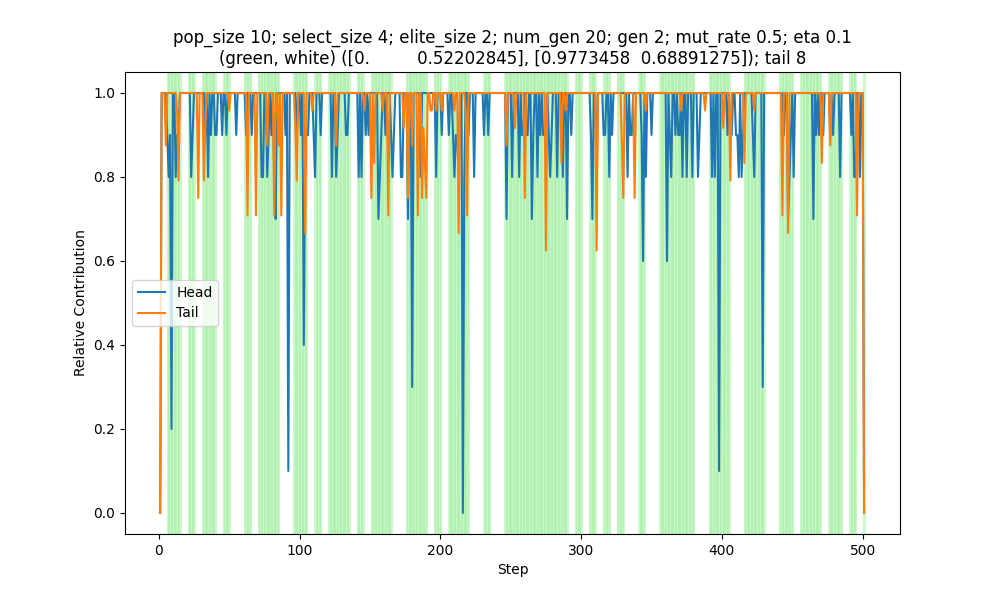 pop_size 10; select_size 4; elite_size 2; num_gen 20; gen 2; mut_rate 0.5; eta 0.1
(green, white) ([0.         0.52202845], [0.9773458  0.68891275]); tail 8
1.0
0.8
0.6
0.4
0.2
0.0
Relative Contribution
Head
Tail
0
100
200
300
400
500
Step